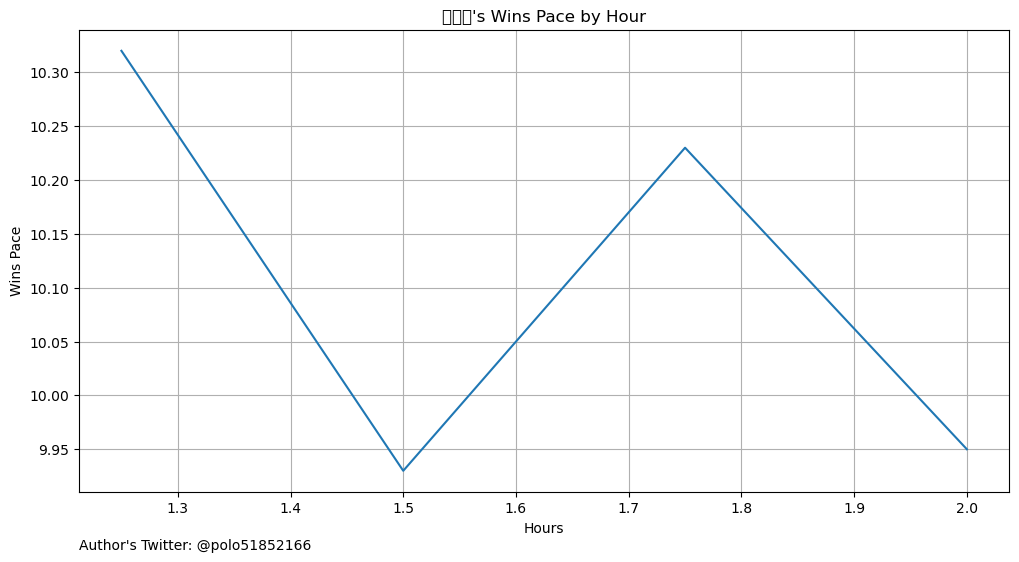 's Wins Pace by Hour
10.30
10.25
10.20
10.15
10.10
10.05
10.00
9.95
Wins Pace
1.3 1.4 1.5 1.6 1.7 1.8 1.9 2.0
Hours
Author's Twitter: @polo51852166